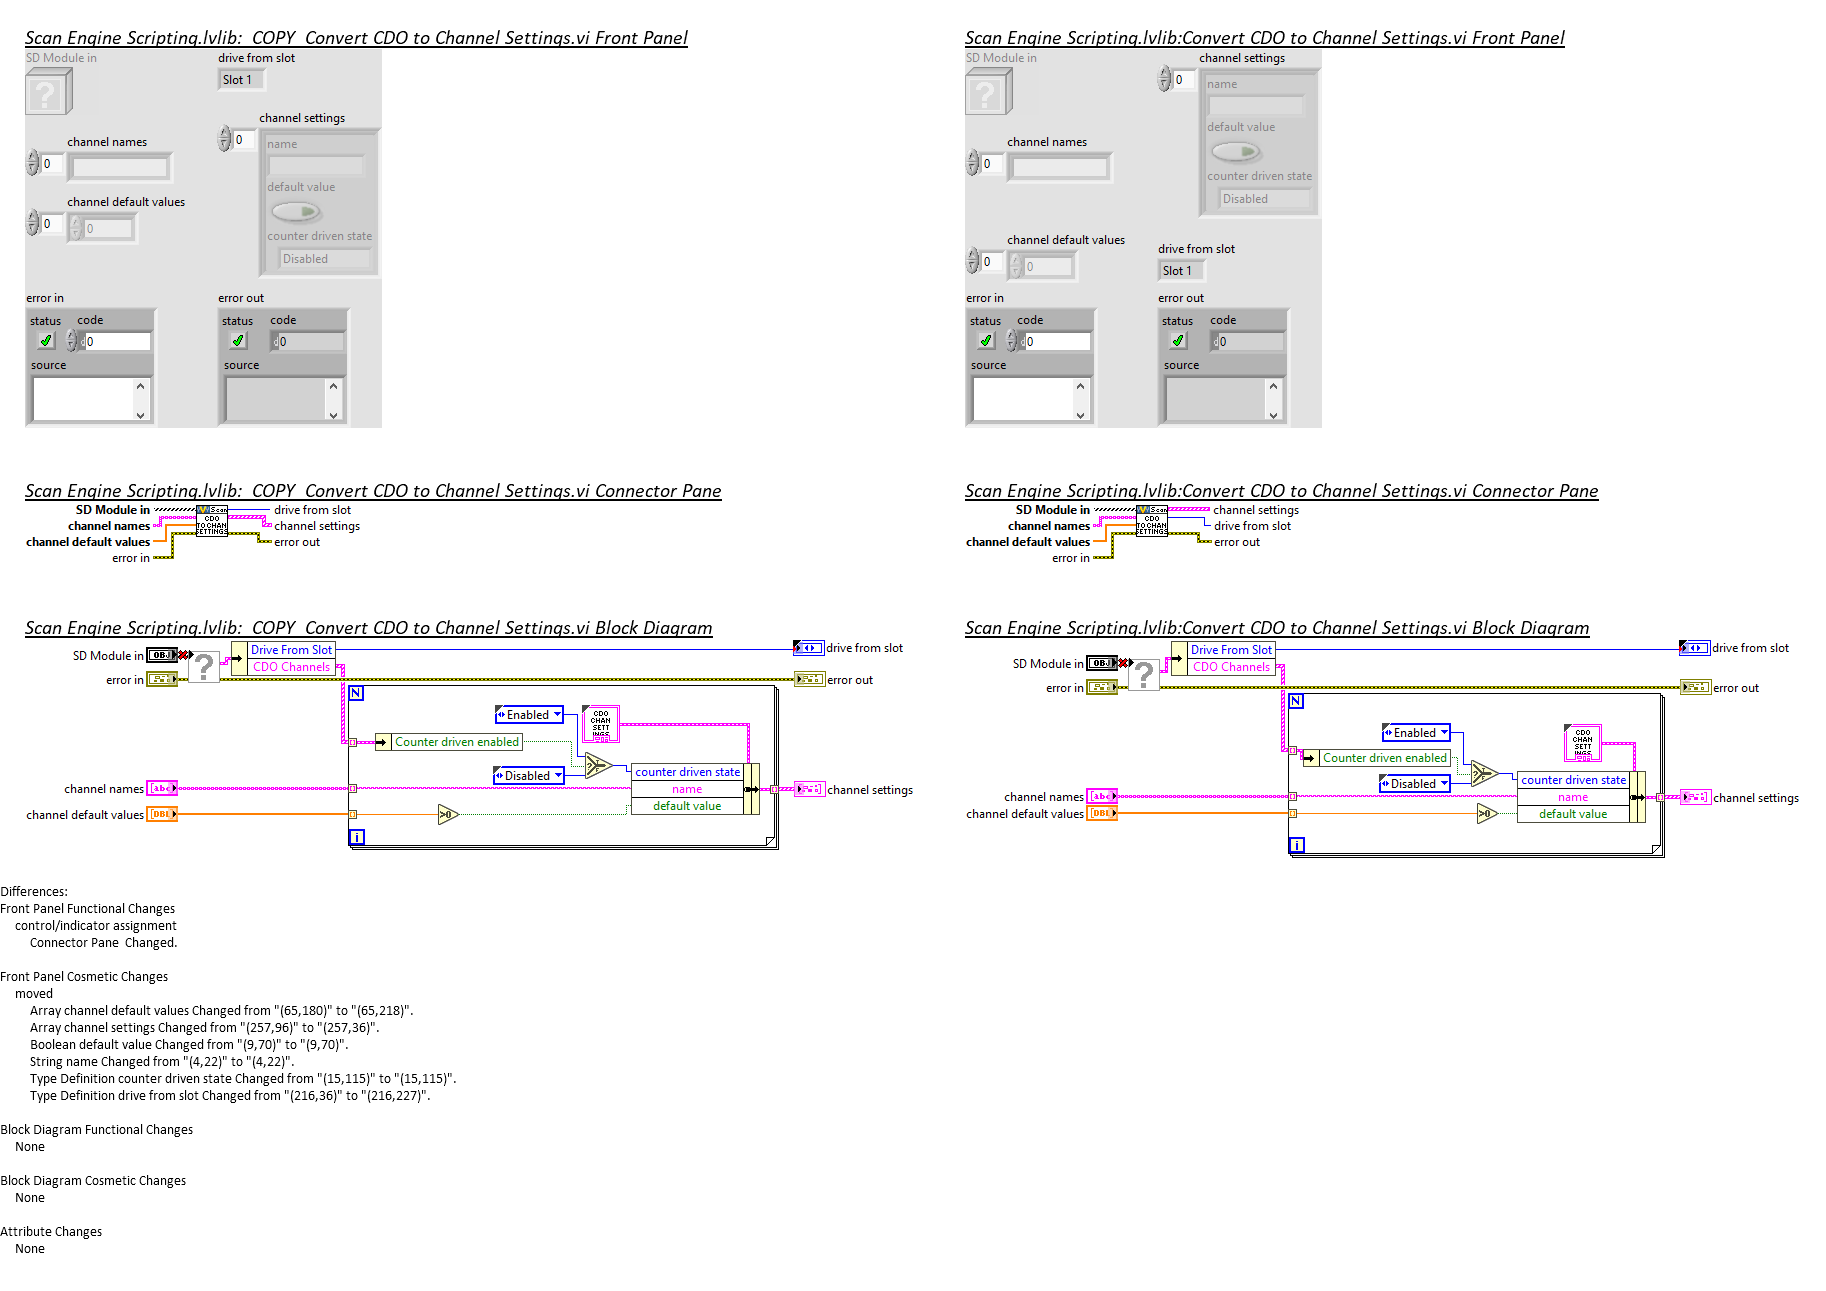 Scan Engine Scripting.lvlib:  COPY  Convert CDO to Channel Settings.vi Front Panel
SD Module in
drive from slot
Slot 1
channel settings
0
name
default value
counter driven state
Disabled
channel names
0
channel default values
0
0
error in
status code
0
source
error out
status code
0
source
Scan Engine Scripting.lvlib:Convert CDO to Channel Settings.vi Front Panel
SD Module in
channel settings
0
name
default value
counter driven state
Disabled
channel names
0
channel default values
0
0
drive from slot
Slot 1
error in
status code
0
source
error out
status code
0
source
Scan Engine Scripting.lvlib:  COPY  Convert CDO to Channel Settings.vi Connector Pane
SD Module in
channel names
channel default values
error in
Scan
CDO
TO CHAN
SETTINGS
drive from slot
channel settings
error out
Scan Engine Scripting.lvlib:Convert CDO to Channel Settings.vi Connector Pane
SD Module in
channel names
channel default values
error in
Scan
CDO
TO CHAN
SETTINGS
channel settings
drive from slot
error out
Scan Engine Scripting.lvlib:  COPY  Convert CDO to Channel Settings.vi Block Diagram
SD Module in
OBJ
?
Drive From Slot
CDO Channels
drive from slot
error in
error out
N
Enabled
CDO
CHAN
SETT
INGS
Counter driven enabled
Disabled
counter driven state
name
default value
channel names
abc
channel settings
channel default values
DBL
>0
i
Scan Engine Scripting.lvlib:Convert CDO to Channel Settings.vi Block Diagram
SD Module in
OBJ
?
Drive From Slot
CDO Channels
drive from slot
error in
error out
N
Enabled
CDO
CHAN
SETT
INGS
Counter driven enabled
Disabled
counter driven state
name
default value
channel names
abc
channel settings
channel default values
DBL
>0
i
Differences:
Front Panel Functional Changes
control/indicator assignment
Connector Pane  Changed.
Front Panel Cosmetic Changes
moved
Array channel default values Changed from "(65,180)" to "(65,218)".
Array channel settings Changed from "(257,96)" to "(257,36)".
Boolean default value Changed from "(9,70)" to "(9,70)".
String name Changed from "(4,22)" to "(4,22)".
Type Definition counter driven state Changed from "(15,115)" to "(15,115)".
Type Definition drive from slot Changed from "(216,36)" to "(216,227)".
Block Diagram Functional Changes
None
Block Diagram Cosmetic Changes
None
Attribute Changes
None